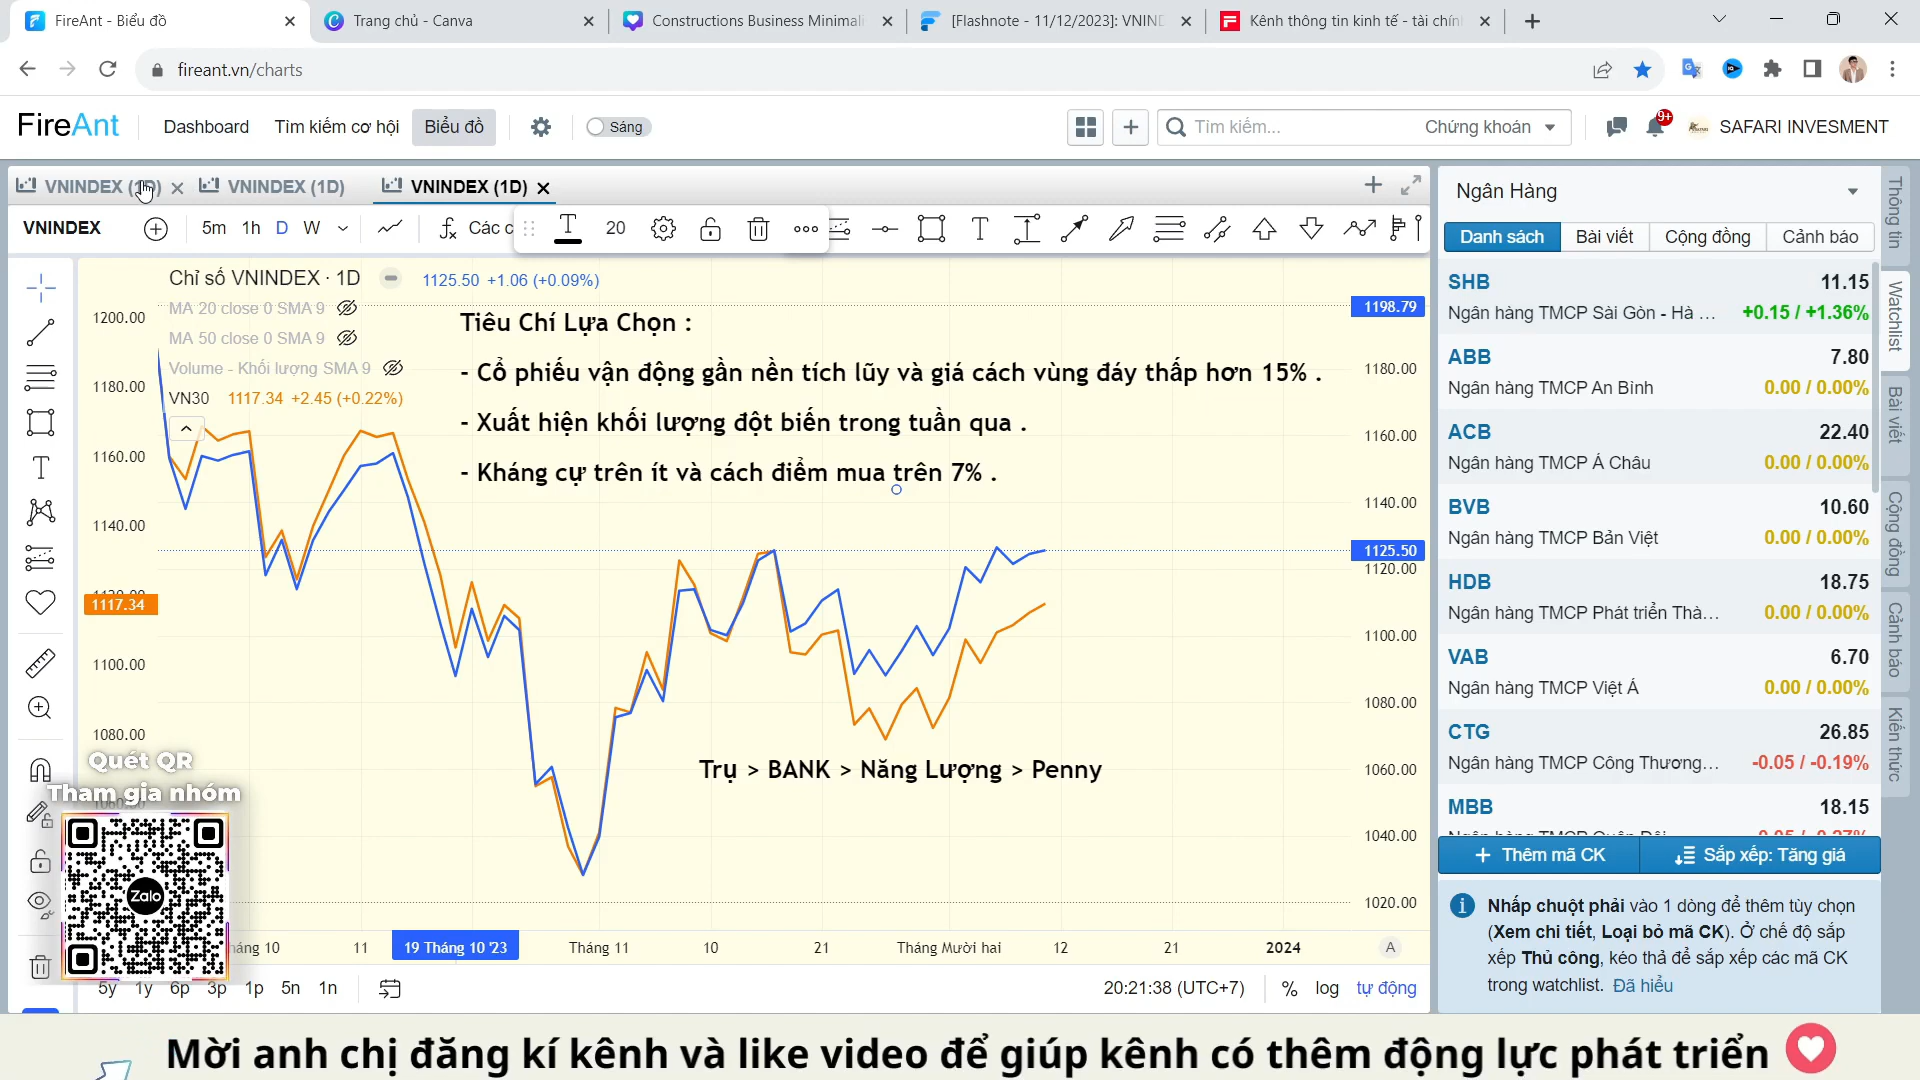 FireAnt - Biểu đồ
Trang chủ - Canva
Constructions Business Minimali
[Flashnote - 11/12/2023]: VNIND
Kênh thông tin kinh tế - tài chín
fireant.vn/charts
FireAnt
Dashboard
Tìm kiếm cơ hội
Biểu đồ
Sáng
Tìm kiếm...
Chứng khoán
9+
SAFARI INVESMENT
VNINDEX (1D)
VNINDEX (1D)
VNINDEX (1D)
VNINDEX
5m 1h D W
Các c
20
Chỉ số VNINDEX · 1D
1125.50 +1.06 (+0.09%)
MA 20 close 0 SMA 9
MA 50 close 0 SMA 9
Volume - Khối lượng SMA 9
VN30 1117.34 +2.45 (+0.22%)
Tiêu Chí Lựa Chọn :
- Cổ phiếu vận động gần nền tích lũy và giá cách vùng đáy thấp hơn 15% .
- Xuất hiện khối lượng đột biến trong tuần qua .
- Kháng cự trên ít và cách điểm mua trên 7% .
Trụ > BANK > Năng Lượng > Penny
1200.00
1180.00
1160.00
1140.00
1117.34
1100.00
1080.00
1198.79
1180.00
1160.00
1140.00
1125.50
1120.00
1100.00
1080.00
1060.00
1040.00
1020.00
Quét QR
Tham gia nhóm
Zalo
háng 10
11
19 Tháng 10 '23
Tháng 11
10
21
Tháng Mười hai
12
21
2024
A
5y 1y 6p 3p 1p 5n 1n
20:21:38 (UTC+7)
% log tự động
Ngân Hàng
Danh sách
Bài viết
Cộng đồng
Cảnh báo
SHB 11.15
Ngân hàng TMCP Sài Gòn - Hà ... +0.15 / +1.36%
ABB 7.80
Ngân hàng TMCP An Bình 0.00 / 0.00%
ACB 22.40
Ngân hàng TMCP Á Châu 0.00 / 0.00%
BVB 10.60
Ngân hàng TMCP Bản Việt 0.00 / 0.00%
HDB 18.75
Ngân hàng TMCP Phát triển Thà... 0.00 / 0.00%
VAB 6.70
Ngân hàng TMCP Việt Á 0.00 / 0.00%
CTG 26.85
Ngân hàng TMCP Công Thương... -0.05 / -0.19%
MBB 18.15
Thêm mã CK
Sắp xếp: Tăng giá
Nhấp chuột phải vào 1 dòng để thêm tùy chọn
(Xem chi tiết, Loại bỏ mã CK). Ở chế độ sắp
xếp Thủ công, kéo thả để sắp xếp các mã CK
trong watchlist. Đã hiểu
Thông tin
Watchlist
Bài viết
Cộng đồng
Cảnh báo
Kiến thức
Mời anh chị đăng kí kênh và like video để giúp kênh có thêm động lực phát triển